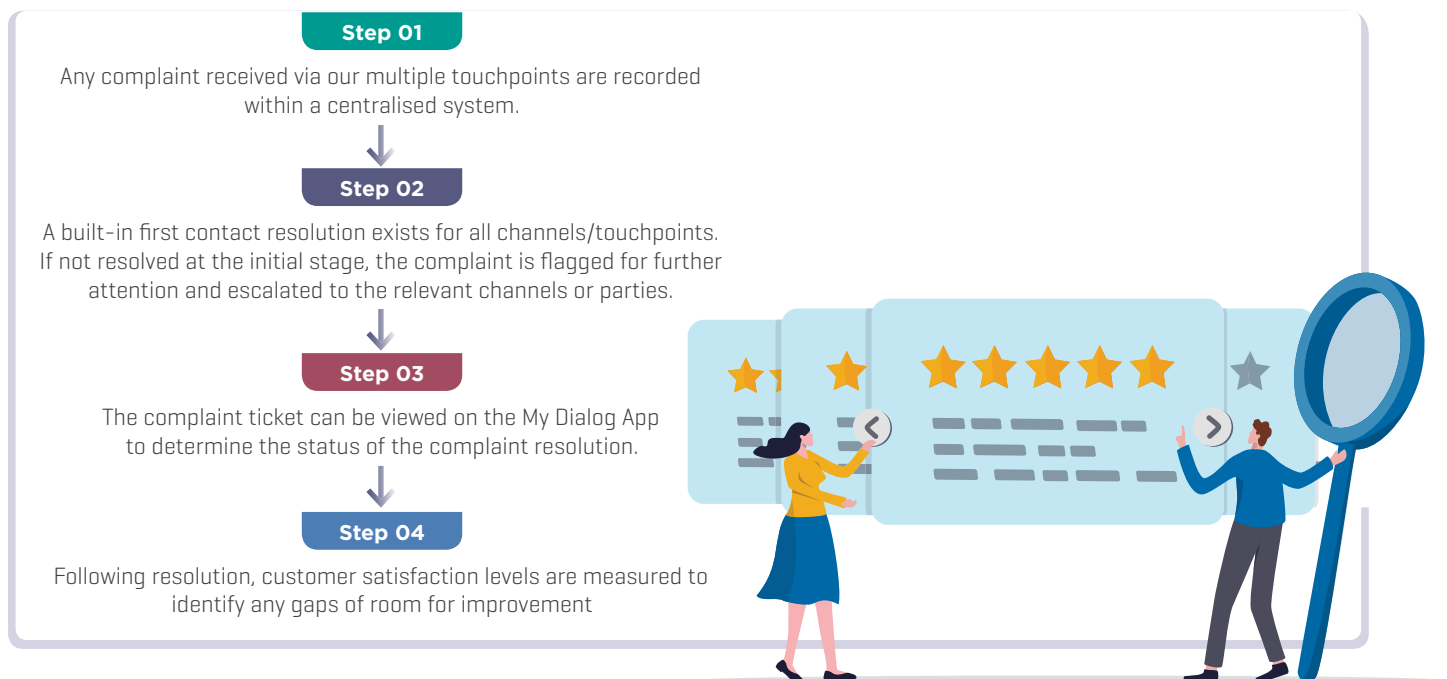 Step 01
Any complaint received via our multiple touchpoints are recorded
within a centralised system.
Step 02
A built-in first contact resolution exists for all channels/touchpoints.
If not resolved at the initial stage, the complaint is flagged for further
attention and escalated to the relevant channels or parties.
Step 03
The complaint ticket can be viewed on the My Dialog App
to determine the status of the complaint resolution.
Step 04
Following resolution, customer satisfaction levels are measured to
identify any gaps of room for improvement